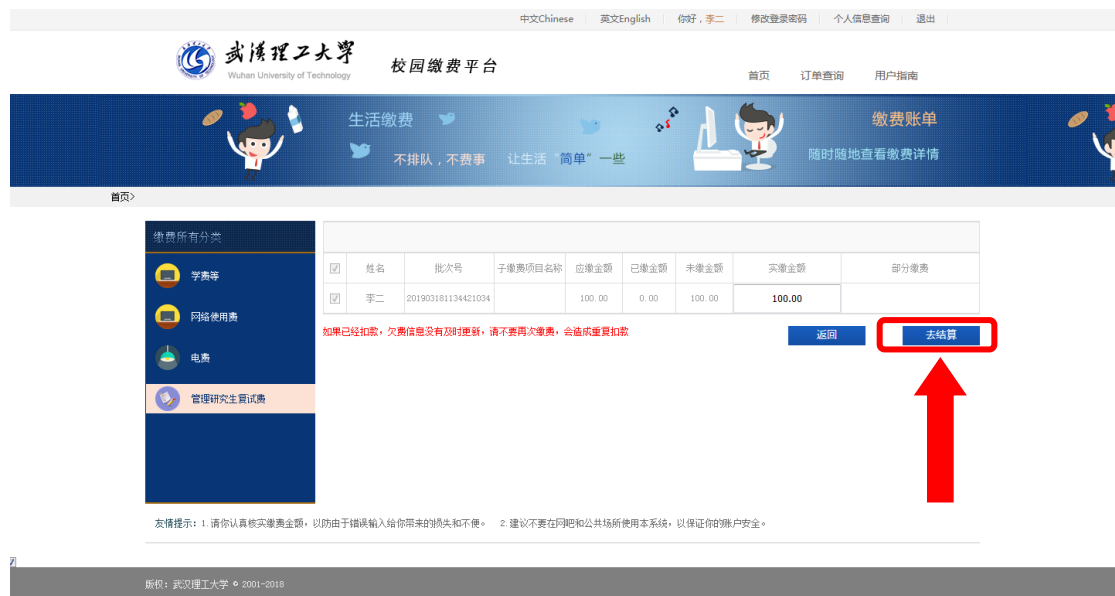 中文Chinese 英文English 你好，李二 修改登录密码 个人信息查询 退出
武汉理工大学
Wuhan University of Technology
校园缴费平台
首页 订单查询 用户指南
生活缴费
不排队，不费事 让生活“简单”一些
缴费账单
随时随地查看缴费详情
首页>
缴费所有分类
学费等
网络使用费
电费
管理研究生复试费
姓名 批次号 子缴费项目名称 应缴金额 已缴金额 未缴金额 实缴金额 部分缴费
李二 201903181134421034 100.00 0.00 100.00 100.00
如果已经扣款，欠费信息没有及时更新，请不要再次缴费，会造成重复扣款
返回 去结算
友情提示：1.请你认真核实缴费金额，以防由于错误输入给你带来的损失和不便。 2.建议不要在网吧和公共场所使用本系统，以保证你的账户安全。
版权：武汉理工大学 © 2001-2018